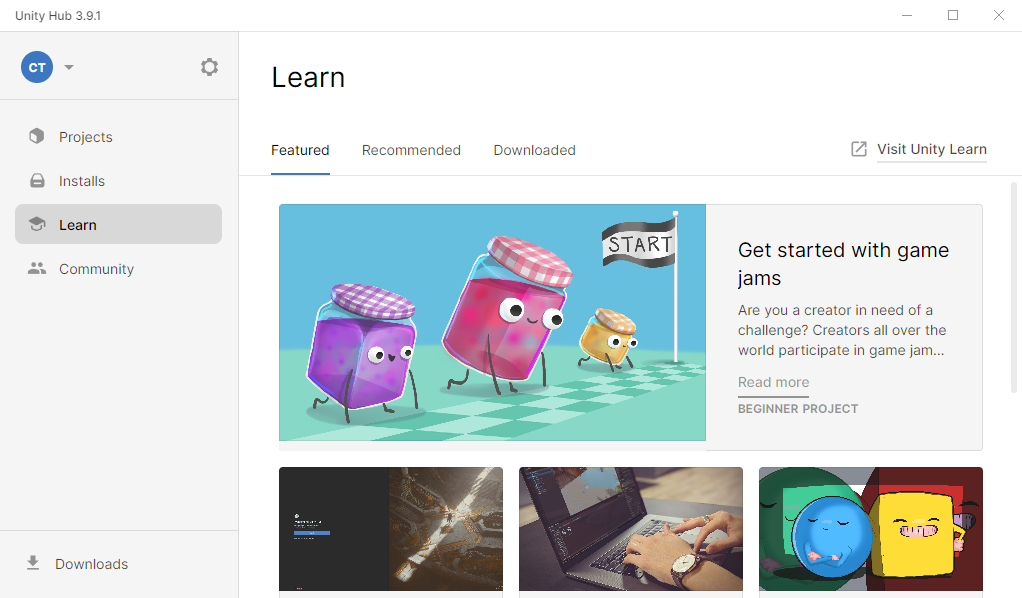 Unity Hub 3.9.1
CT
Projects
Installs
Learn
Community
Downloads
Learn
Featured
Recommended
Downloaded
Visit Unity Learn
START
Get started with game
jams
Are you a creator in need of a
challenge? Creators all over the
world participate in game jam...
Read more
BEGINNER PROJECT